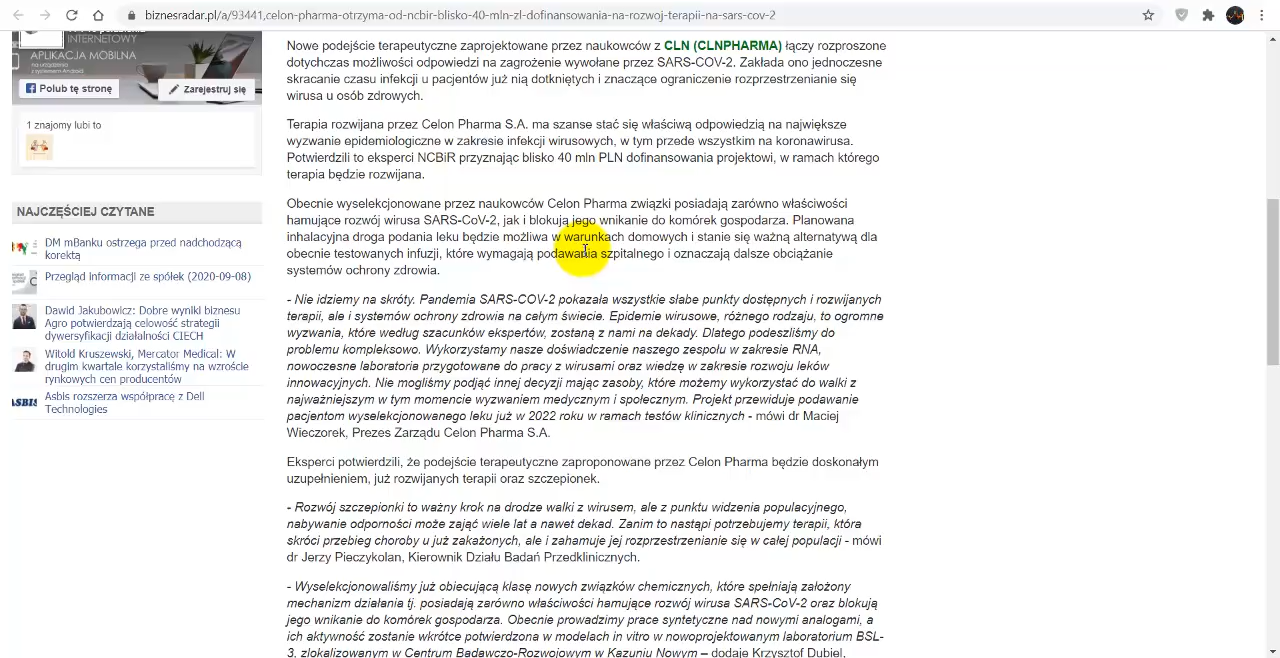 biznesradar.pl/a/93441,celon-pharma-otrzyma-od-ncbir-blisko-40-mln-zl-dofinansowania-na-rozwoj-terapii-na-sars-cov-2
INTERNETOWY
APLIKACJA MOBILNA
Polub tę stronę
Zarejestruj się
1 znajomy lubi to
NAJCZĘŚCIEJ CZYTANE
DM mBanku ostrzega przed nadchodzącą
korektą
Przegląd informacji ze spółek (2020-09-08)
Dawid Jakubowicz: Dobre wyniki biznesu
Agro potwierdzają celowość strategii
dywersyfikacji działalności CIECH
Witold Kruszewski, Mercator Medical: W
drugim kwartale korzystaliśmy na wzroście
rynkowych cen producentów
ASBIS
Asbis rozszerza współpracę z Dell
Technologies
Nowe podejście terapeutyczne zaprojektowane przez naukowców z CLN (CLNPHARMA) łączy rozproszone
dotychczas możliwości odpowiedzi na zagrożenie wywołane przez SARS-COV-2. Zakłada ono jednoczesne
skracanie czasu infekcji u pacjentów już nią dotkniętych i znaczące ograniczenie rozprzestrzenianie się
wirusa u osób zdrowych.
Terapia rozwijana przez Celon Pharma S.A. ma szanse stać się właściwą odpowiedzią na największe
wyzwanie epidemiologiczne w zakresie infekcji wirusowych, w tym przede wszystkim na koronawirusa.
Potwierdzili to eksperci NCBiR przyznając blisko 40 mln PLN dofinansowania projektowi, w ramach którego
terapia będzie rozwijana.
Obecnie wyselekcjonowane przez naukowców Celon Pharma związki posiadają zarówno właściwości
hamujące rozwój wirusa SARS-CoV-2, jak i blokują jego wnikanie do komórek gospodarza. Planowana
inhalacyjna droga podania leku będzie możliwa w warunkach domowych i stanie się ważną alternatywą dla
obecnie testowanych infuzji, które wymagają podawania szpitalnego i oznaczają dalsze obciążanie
systemów ochrony zdrowia.
- Nie idziemy na skróty. Pandemia SARS-COV-2 pokazała wszystkie słabe punkty dostępnych i rozwijanych
terapii, ale i systemów ochrony zdrowia na całym świecie. Epidemie wirusowe, różnego rodzaju, to ogromne
wyzwania, które według szacunków ekspertów, zostaną z nami na dekady. Dlatego podeszliśmy do
problemu kompleksowo. Wykorzystamy nasze doświadczenie naszego zespołu w zakresie RNA,
nowoczesne laboratoria przygotowane do pracy z wirusami oraz wiedzę w zakresie rozwoju leków
innowacyjnych. Nie mogliśmy podjąć innej decyzji mając zasoby, które możemy wykorzystać do walki z
najważniejszym w tym momencie wyzwaniem medycznym i społecznym. Projekt przewiduje podawanie
pacjentom wyselekcjonowanego leku już w 2022 roku w ramach testów klinicznych - mówi dr Maciej
Wieczorek, Prezes Zarządu Celon Pharma S.A.
Eksperci potwierdzili, że podejście terapeutyczne zaproponowane przez Celon Pharma będzie doskonałym
uzupełnieniem, już rozwijanych terapii oraz szczepionek.
- Rozwój szczepionki to ważny krok na drodze walki z wirusem, ale z punktu widzenia populacyjnego,
nabywanie odporności może zająć wiele lat a nawet dekad. Zanim to nastąpi potrzebujemy terapii, która
skróci przebieg choroby u już zakażonych, ale i zahamuje jej rozprzestrzenianie się w całej populacji - mówi
dr Jerzy Pieczykolan, Kierownik Działu Badań Przedklinicznych.
- Wyselekcjonowaliśmy już obiecującą klasę nowych związków chemicznych, które spełniają założony
mechanizm działania tj. posiadają zarówno właściwości hamujące rozwój wirusa SARS-CoV-2 oraz blokują
jego wnikanie do komórek gospodarza. Obecnie prowadzimy prace syntetyczne nad nowymi analogami, a
ich aktywność zostanie wkrótce potwierdzona w modelach in vitro w nowoprojektowanym laboratorium BSL-
3, zlokalizowanym w Centrum Badawczo-Rozwojowym w Kazuniu Nowym – dodaje Krzysztof Dubiel,